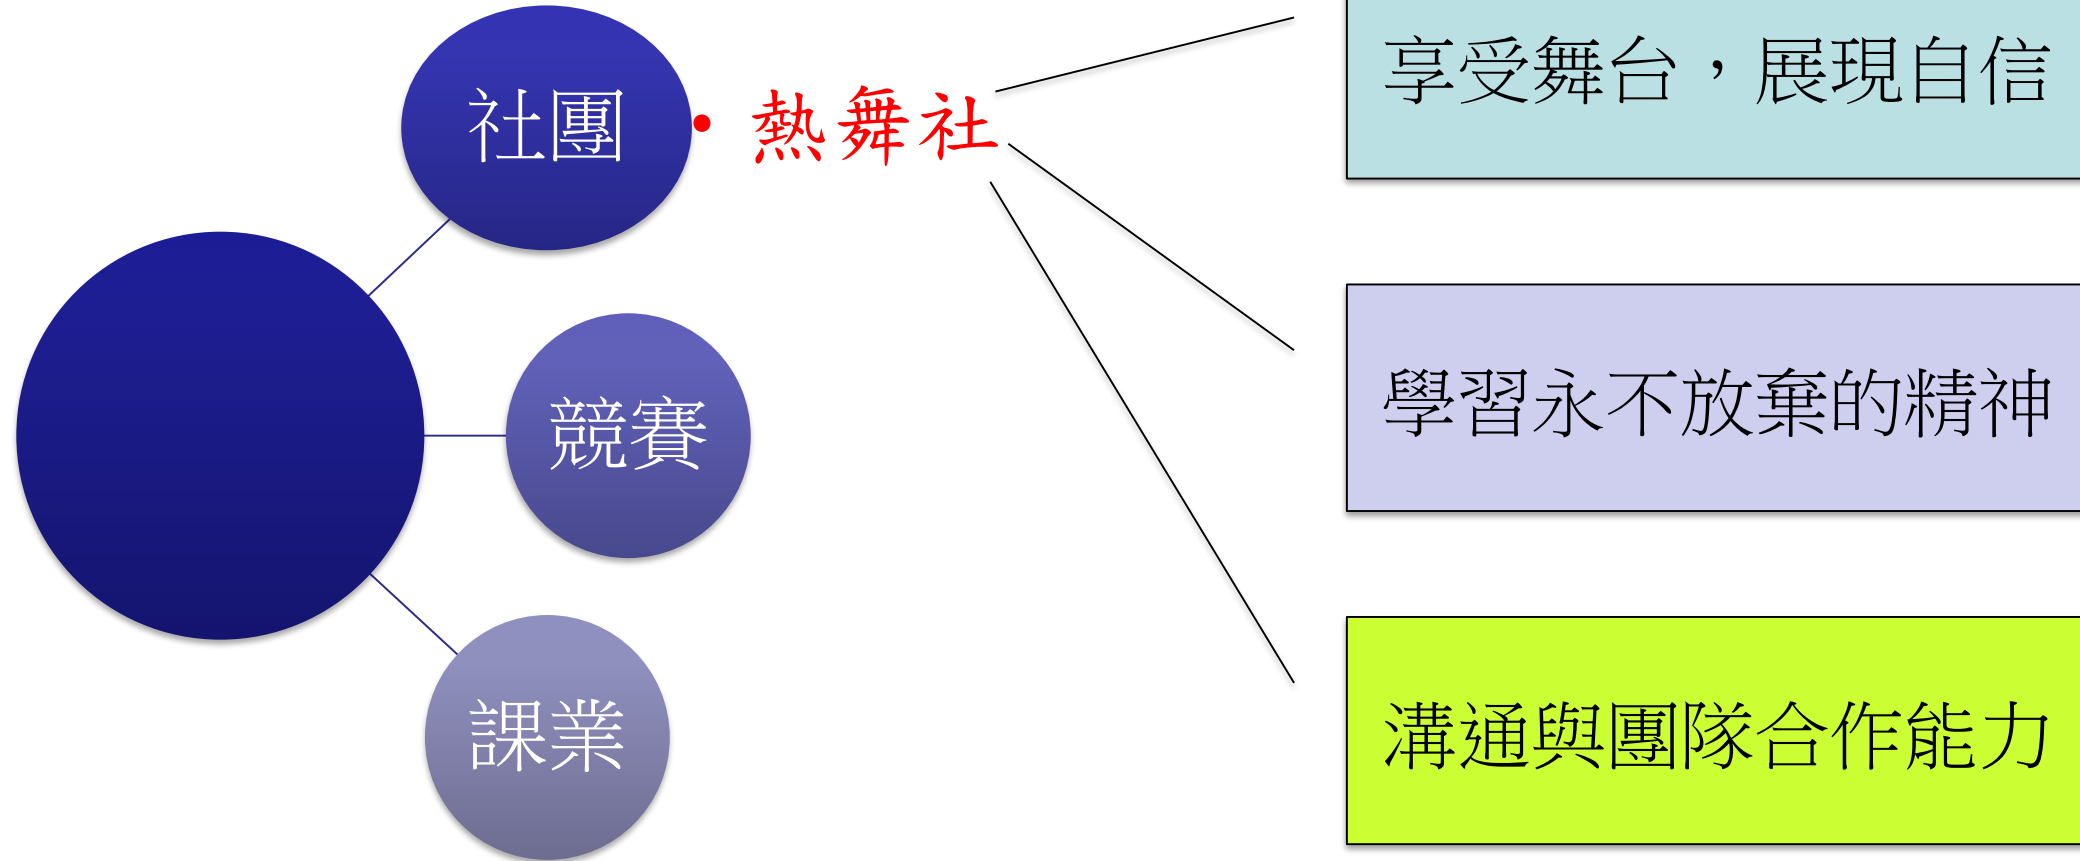 社團
• 熱舞社
競賽
課業
享受舞台，展現自信
學習永不放棄的精神
溝通與團隊合作能力